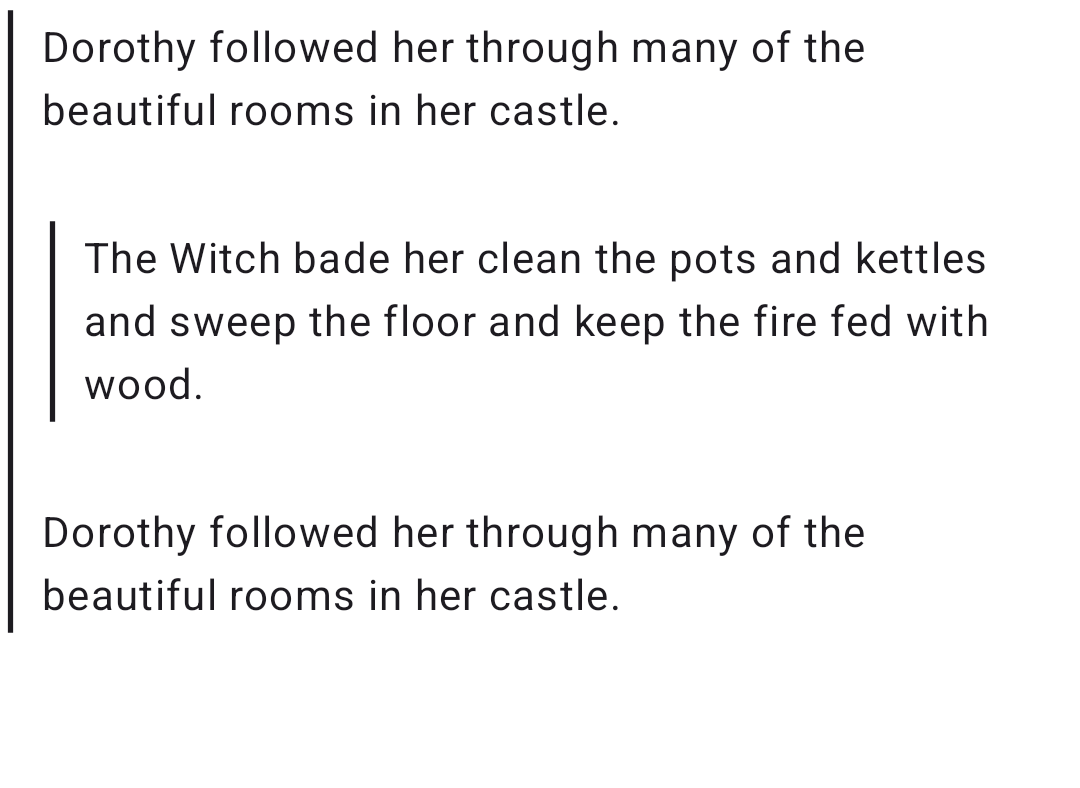 Dorothy followed her through many of the
beautiful rooms in her castle.
The Witch bade her clean the pots and kettles
and sweep the floor and keep the fire fed with
wood.
Dorothy followed her through many of the
beautiful rooms in her castle.